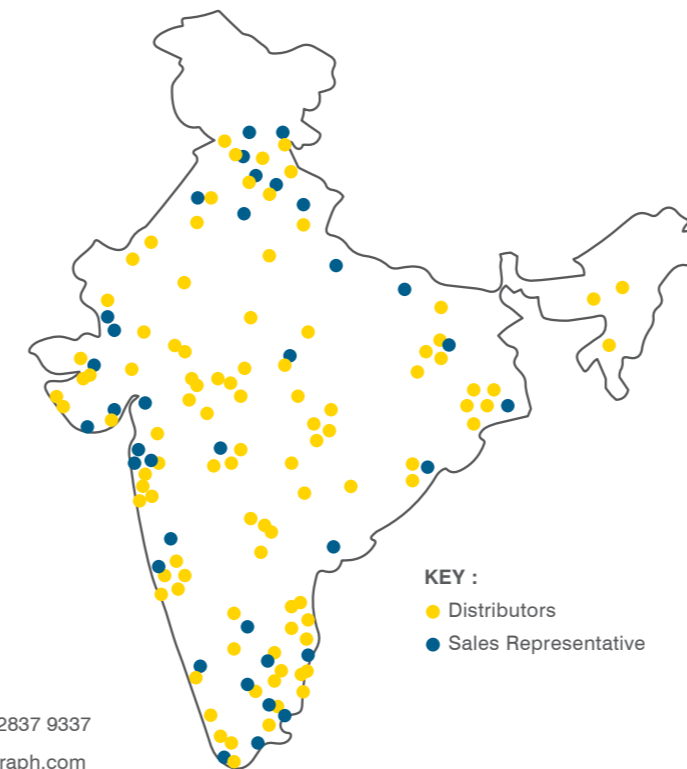 KEY :
Distributors
Sales Representative
2837 9337
raph.com